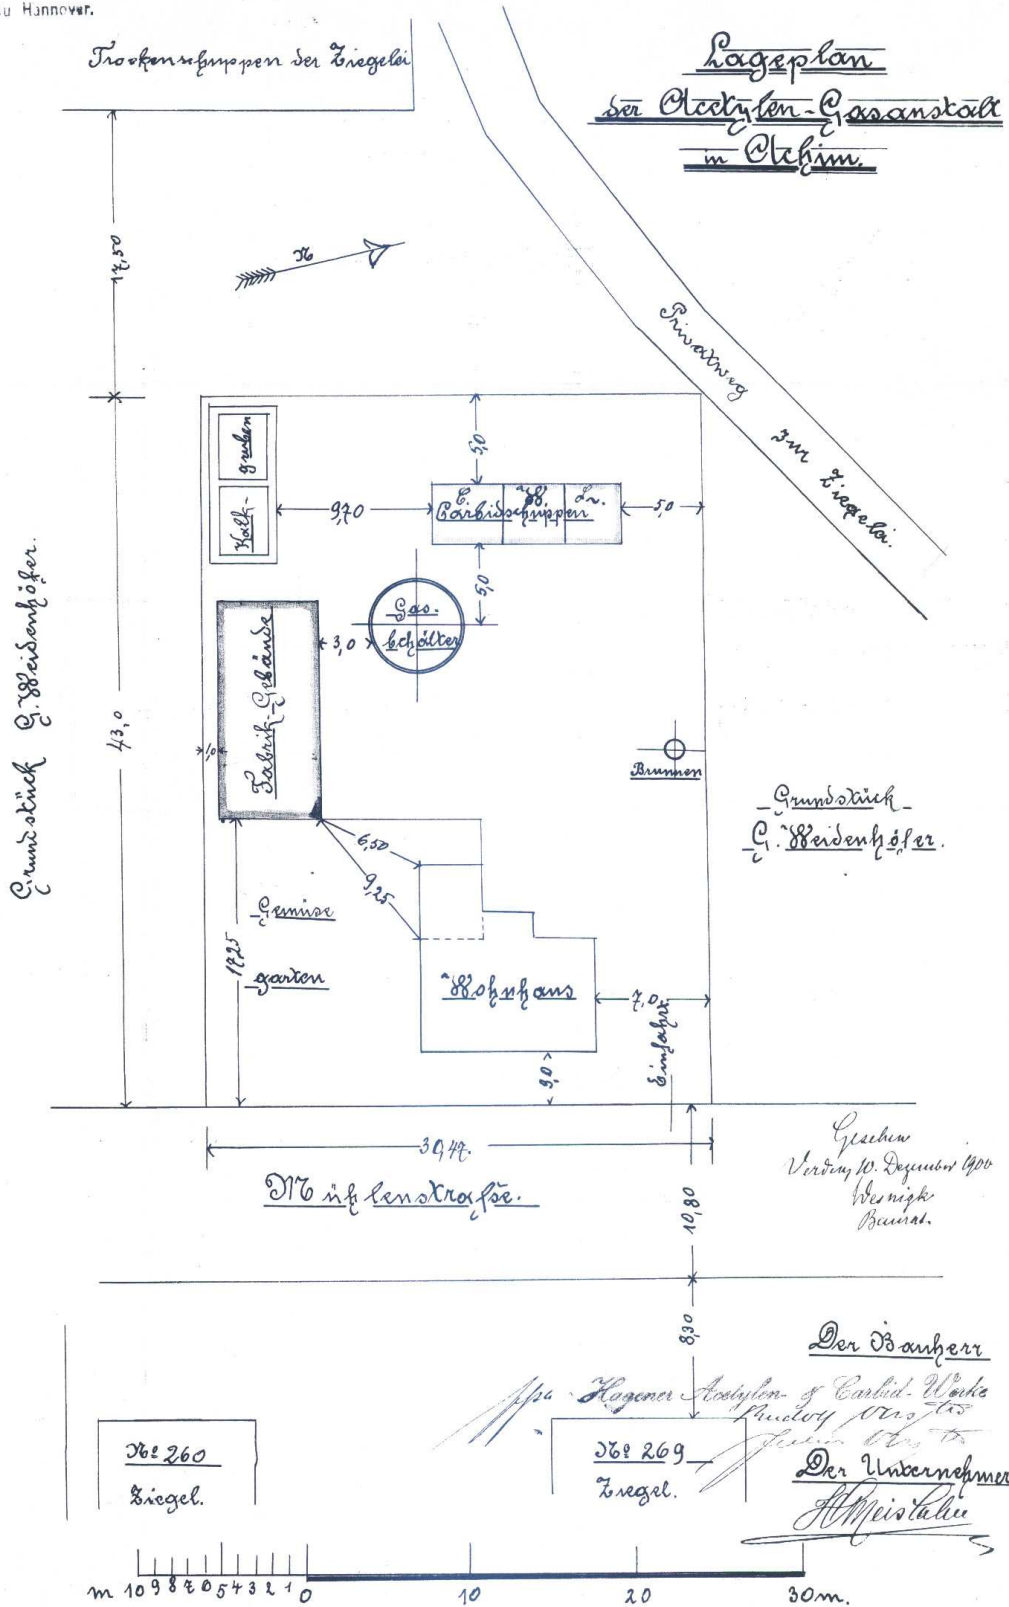 Hannover.
Trockenschuppen der Ziegelei
Lageplan
der Acetylen-Gasanstalt
in Achim.
17,50
N
Privatweg zur Ziegelei.
Kalk-
gruben
5,0
9,70
C. W. Lr.
Carbidschuppen
5,0
5,0
Gas.
behälter
3,0
Fabrik-Gebäude
1,0
43,0
Grundstück G. Weidenhöfer.
Brunnen
Grundstück
G. Weidenhöfer.
6,50
9,25
Gemüse
garten
17,25
Wohnhaus
7,0
Einfahrt
3,0
30,47.
Mühlenstraße.
10,80
Gesehen
Verden, 10. Dezember 1900
Wesnigk
Baurat.
8,30
Der Bauherr
ppa Hagener Acetylen- & Carbid-Werke
Rudolf
Der Unternehmer
No 260
Ziegel.
No 269
Ziegel.
m 10 9 8 7 6 5 4 3 2 1 0 10 20 30 m.